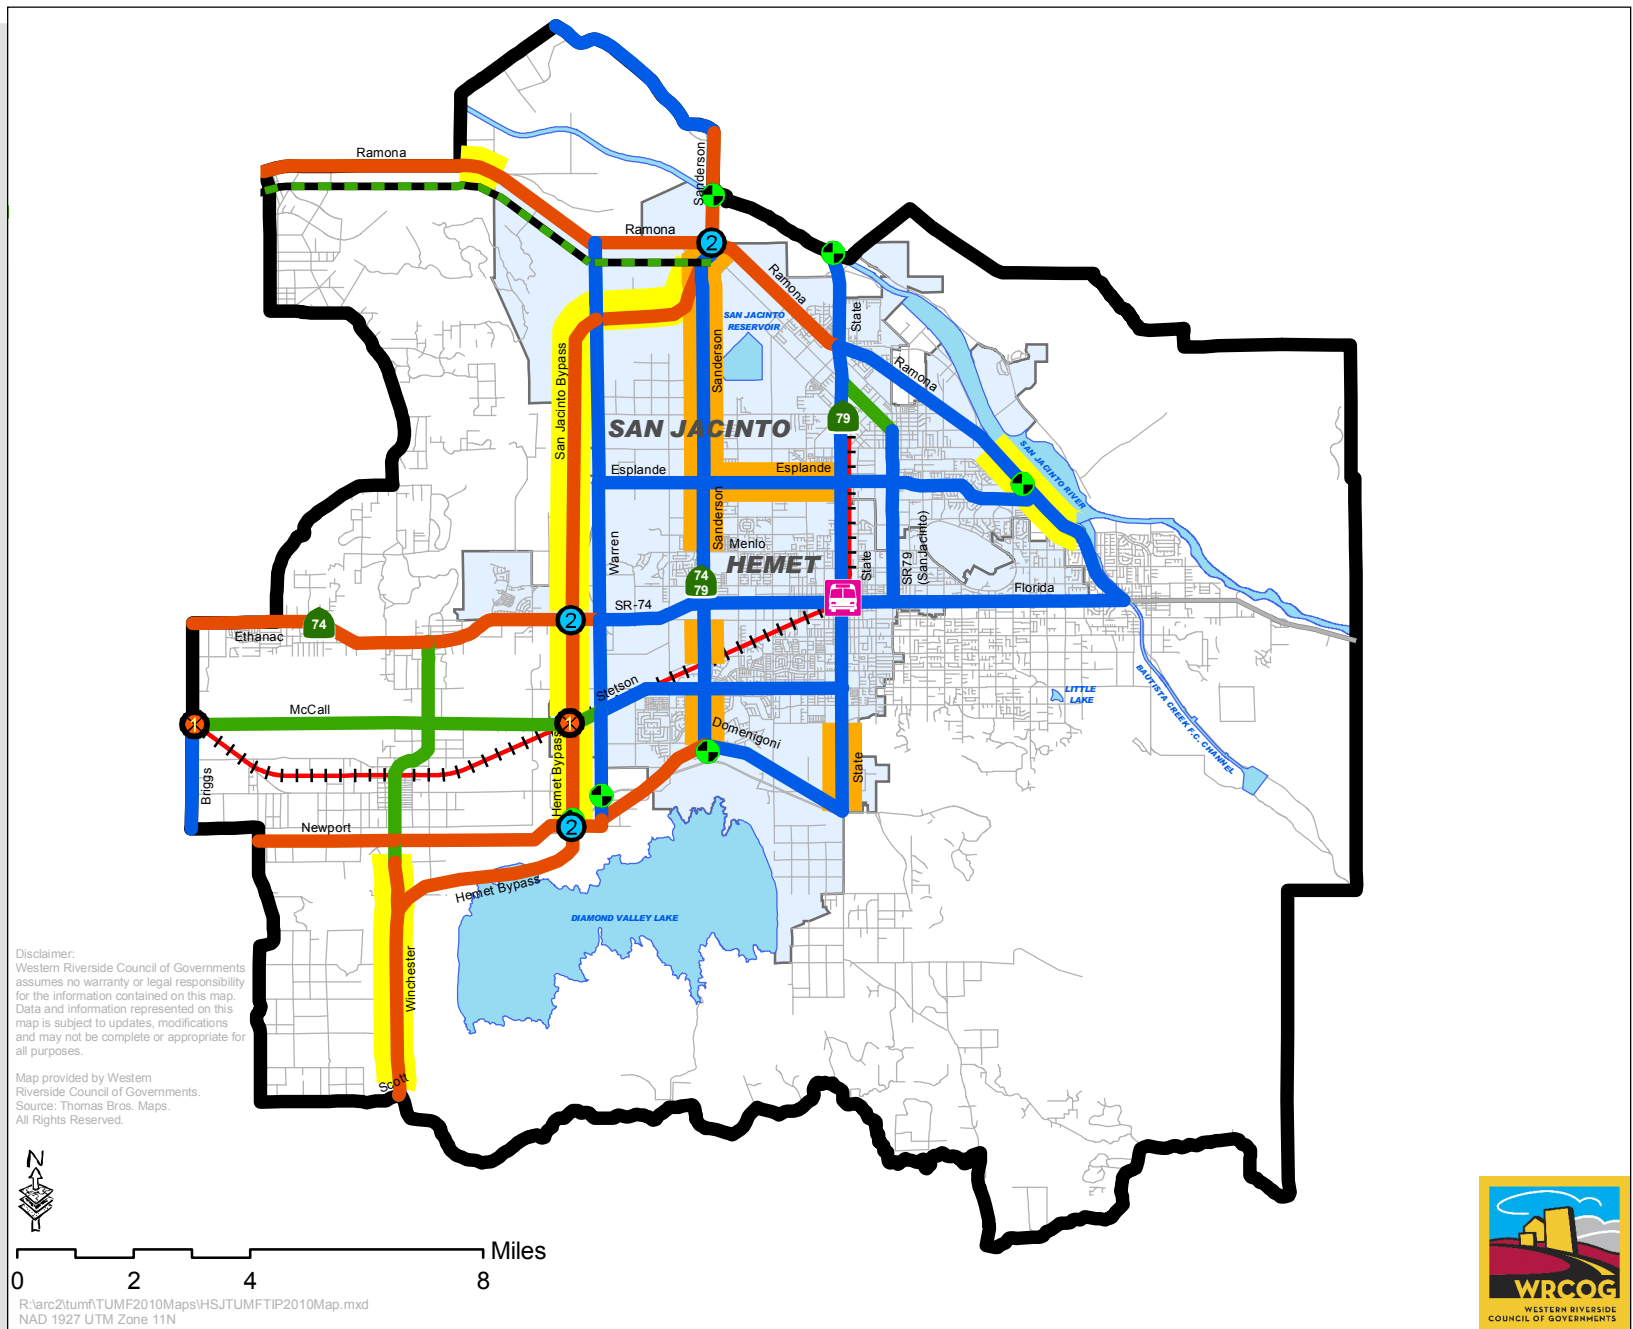 Ramona
Sanderson
Ramona
2
Ramona
State
SAN JACINTO
RESERVOIR
San Jacinto Bypass
Sanderson
Ramona
79
SAN JACINTO
SAN JACINTO RIVER
Esplande
Esplande
Sanderson
Warren
Menlo
HEMET
State
SR79
(San Jacinto)
74
79
Florida
SR-74
74
Ethanac
2
Stetson
McCall
1
1
LITTLE
LAKE
BAUTISTA CREEK F.C. CHANNEL
Domenigoni
State
Briggs
Hemet Bypass
Newport
2
Hemet Bypass
DIAMOND VALLEY LAKE
Winchester
Scott
Disclaimer:
Western Riverside Council of Governments
assumes no warranty or legal responsibility
for the information contained on this map.
Data and information represented on this
map is subject to updates, modifications
and may not be complete or appropriate for
all purposes.
Map provided by Western
Riverside Council of Governments.
Source: Thomas Bros. Maps.
All Rights Reserved.
N
Miles
0 2 4 8
R:\arc2\tumf\TUMF2010Maps\HSJTUMFTIP2010Map.mxd
NAD 1927 UTM Zone 11N
WRCOG
WESTERN RIVERSIDE
COUNCIL OF GOVERNMENTS